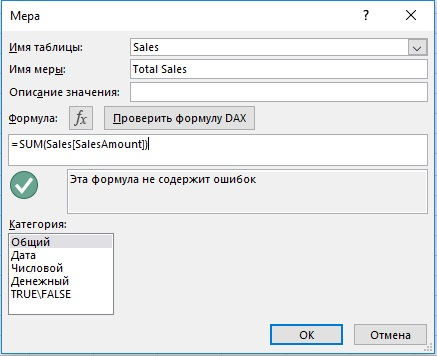 Мера
Имя таблицы:
Sales
Имя меры:
Total Sales
Описание значения:
Формула:
fx
Проверить формулу DAX
=SUM(Sales[SalesAmount])
Эта формула не содержит ошибок
Категория:
Общий
Дата
Числовой
Денежный
TRUE\FALSE
OK
Отмена